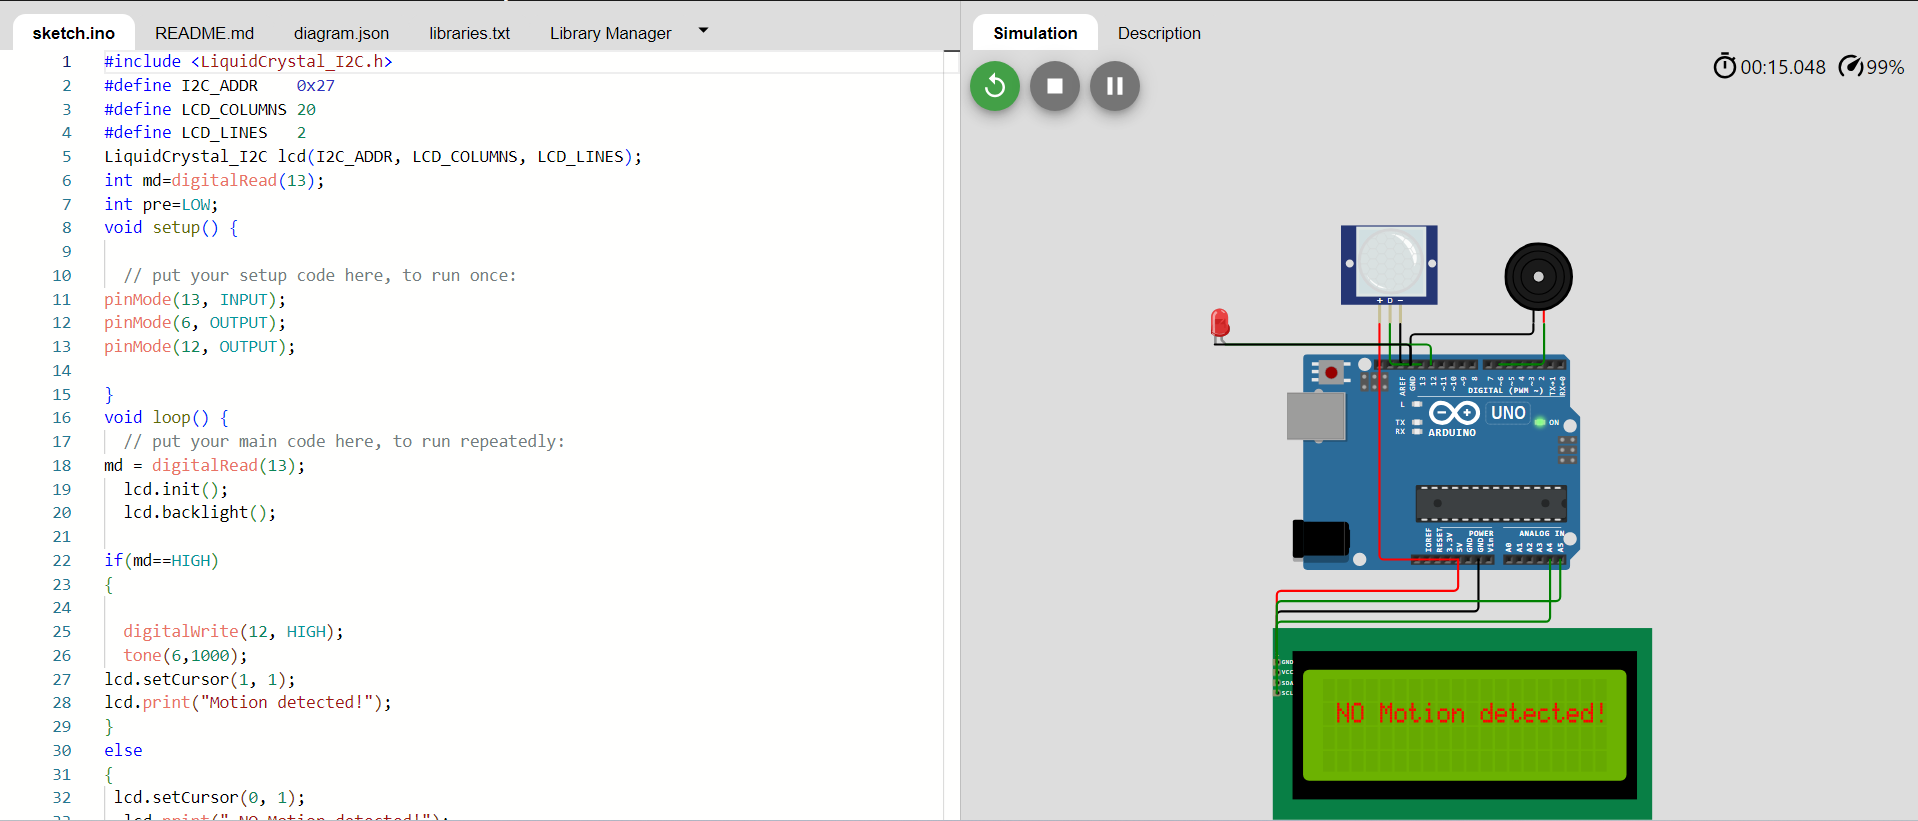 sketch.ino README.md diagram.json libraries.txt Library Manager
1 #include <LiquidCrystal_I2C.h>
2 #define I2C_ADDR    0x27
3 #define LCD_COLUMNS 20
4 #define LCD_LINES   2
5 LiquidCrystal_I2C lcd(I2C_ADDR, LCD_COLUMNS, LCD_LINES);
6 int md=digitalRead(13);
7 int pre=LOW;
8 void setup() {
9
10   // put your setup code here, to run once:
11 pinMode(13, INPUT);
12 pinMode(6, OUTPUT);
13 pinMode(12, OUTPUT);
14
15 }
16 void loop() {
17   // put your main code here, to run repeatedly:
18 md = digitalRead(13);
19   lcd.init();
20   lcd.backlight();
21
22 if(md==HIGH)
23 {
24
25   digitalWrite(12, HIGH);
26   tone(6,1000);
27 lcd.setCursor(1, 1);
28 lcd.print("Motion detected!");
29 }
30 else
31 {
32  lcd.setCursor(0, 1);
33   lcd.print(" NO Motion detected!");
Simulation Description
00:15.048 99%
+ D -
AREF GND 13 12 ~11 ~10 ~9 8 7 ~6 ~5 4 ~3 2 TX→1 RX←0
DIGITAL (PWM ~)
L
TX
RX
UNO
ON
ARDUINO
POWER ANALOG IN
IOREF RESET 3.3V 5V GND GND Vin A0 A1 A2 A3 A4 A5
GND
VCC
SDA
SCL
NO Motion detected!